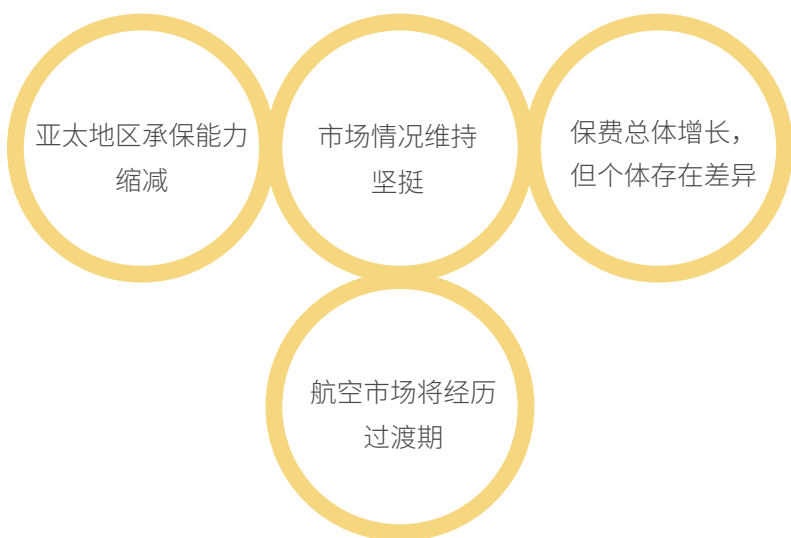 亚太地区承保能力
缩减
市场情况维持
坚挺
保费总体增长，
但个体存在差异
航空市场将经历
过渡期